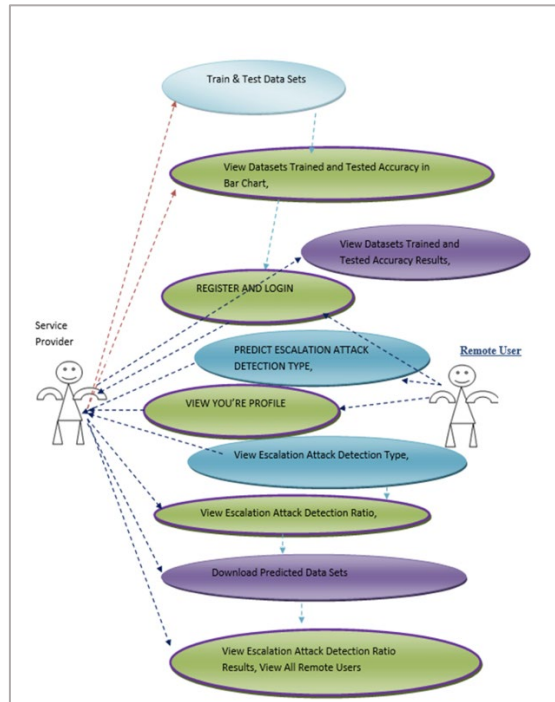 Train & Test Data Sets
View Datasets Trained and Tested Accuracy in
Bar Chart,
View Datasets Trained and
Tested Accuracy Results,
REGISTER AND LOGIN
Service
Provider
PREDICT ESCALATION ATTACK
DETECTION TYPE,
Remote User
VIEW YOU'RE PROFILE
View Escalation Attack Detection Type,
View Escalation Attack Detection Ratio,
Download Predicted Data Sets
View Escalation Attack Detection Ratio
Results, View All Remote Users